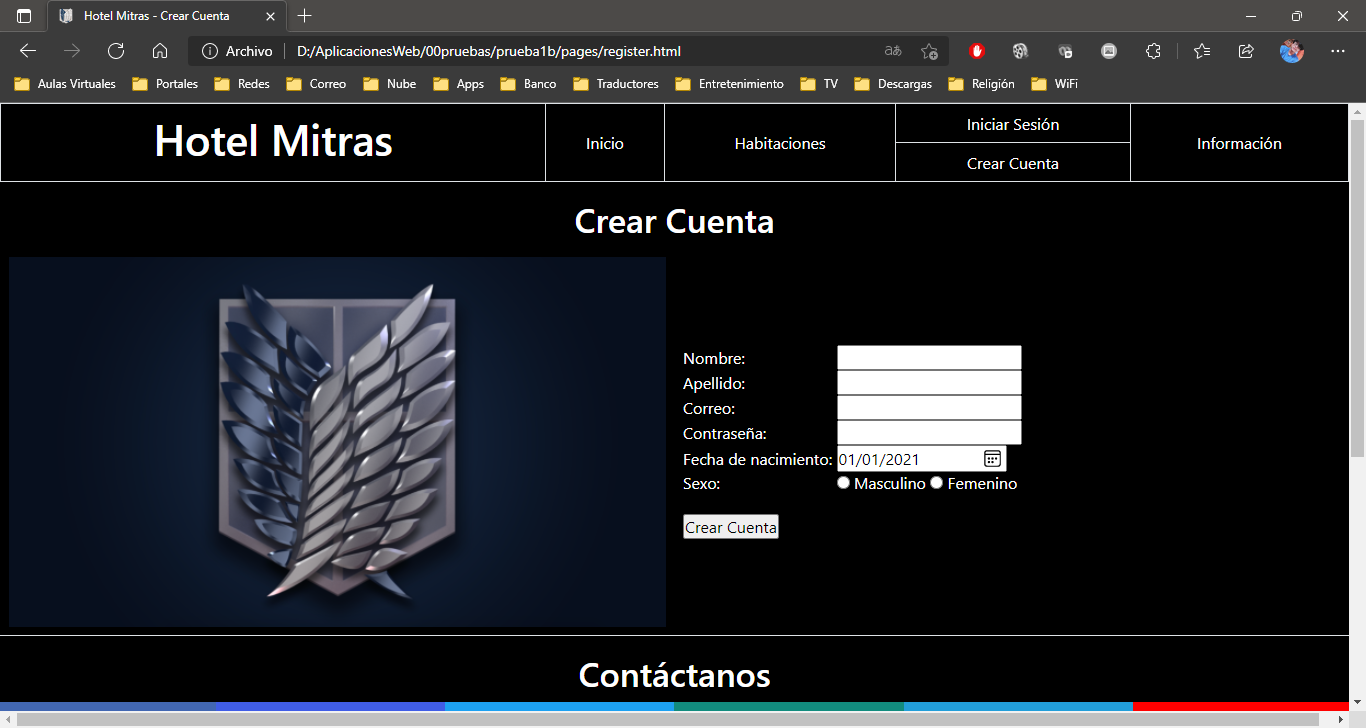 Hotel Mitras - Crear Cuenta
Archivo D:/AplicacionesWeb/00pruebas/prueba1b/pages/register.html aあ
Aulas Virtuales Portales Redes Correo Nube Apps Banco Traductores Entretenimiento TV Descargas Religión WiFi
Hotel Mitras
Inicio
Habitaciones
Iniciar Sesión
Crear Cuenta
Información
Crear Cuenta
Nombre:
Apellido:
Correo:
Contraseña:
Fecha de nacimiento: 01/01/2021
Sexo: Masculino Femenino
Crear Cuenta
Contáctanos